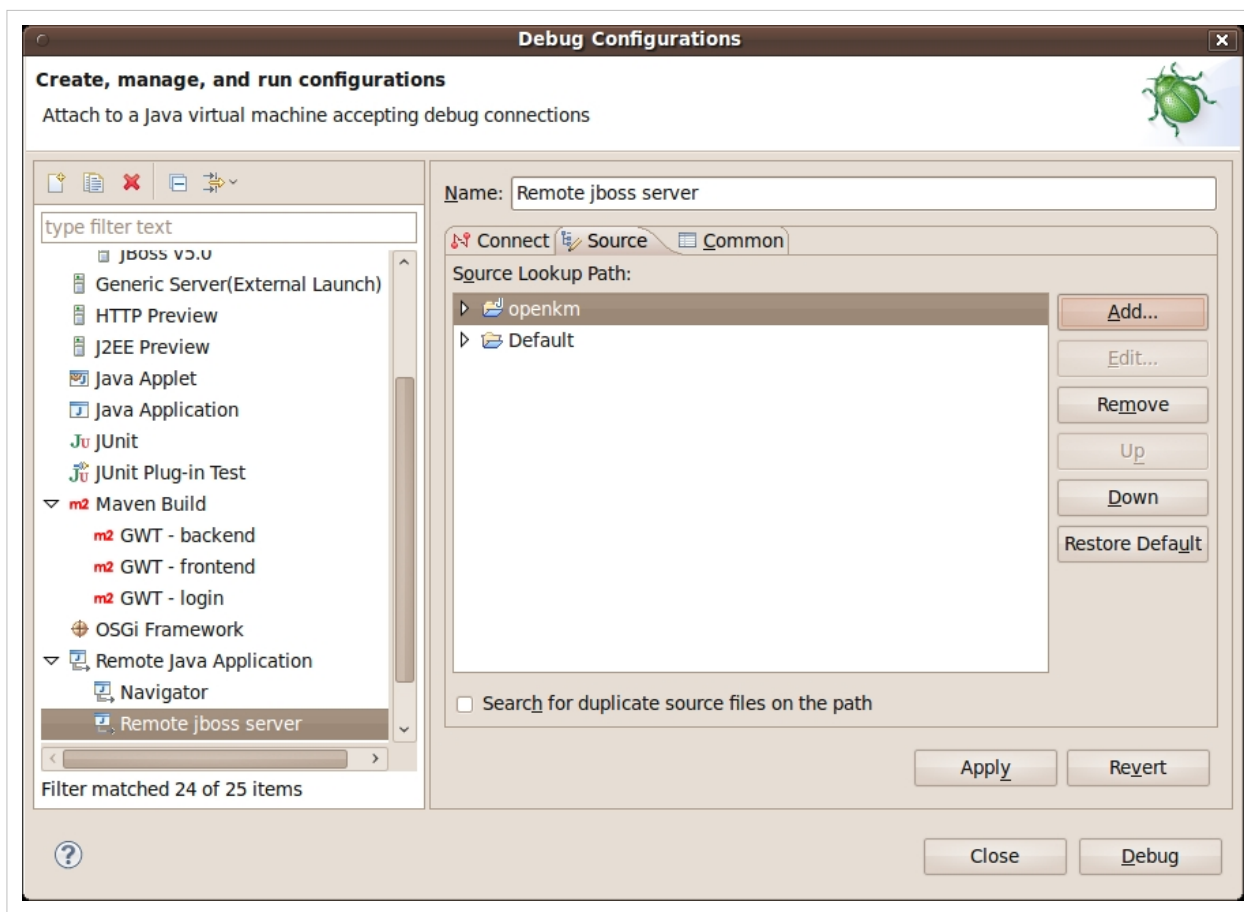 Debug Configurations
Create, manage, and run configurations
Attach to a Java virtual machine accepting debug connections
type filter text
JBoss v5.0
Generic Server(External Launch)
HTTP Preview
J2EE Preview
Java Applet
Java Application
Ju JUnit
JUnit Plug-in Test
m2 Maven Build
m2 GWT - backend
m2 GWT - frontend
m2 GWT - login
OSGi Framework
Remote Java Application
Navigator
Remote jboss server
Filter matched 24 of 25 items
Name: Remote jboss server
Connect Source Common
Source Lookup Path:
openkm
Default
Add...
Edit...
Remove
Up
Down
Restore Default
Search for duplicate source files on the path
Apply Revert
Close Debug